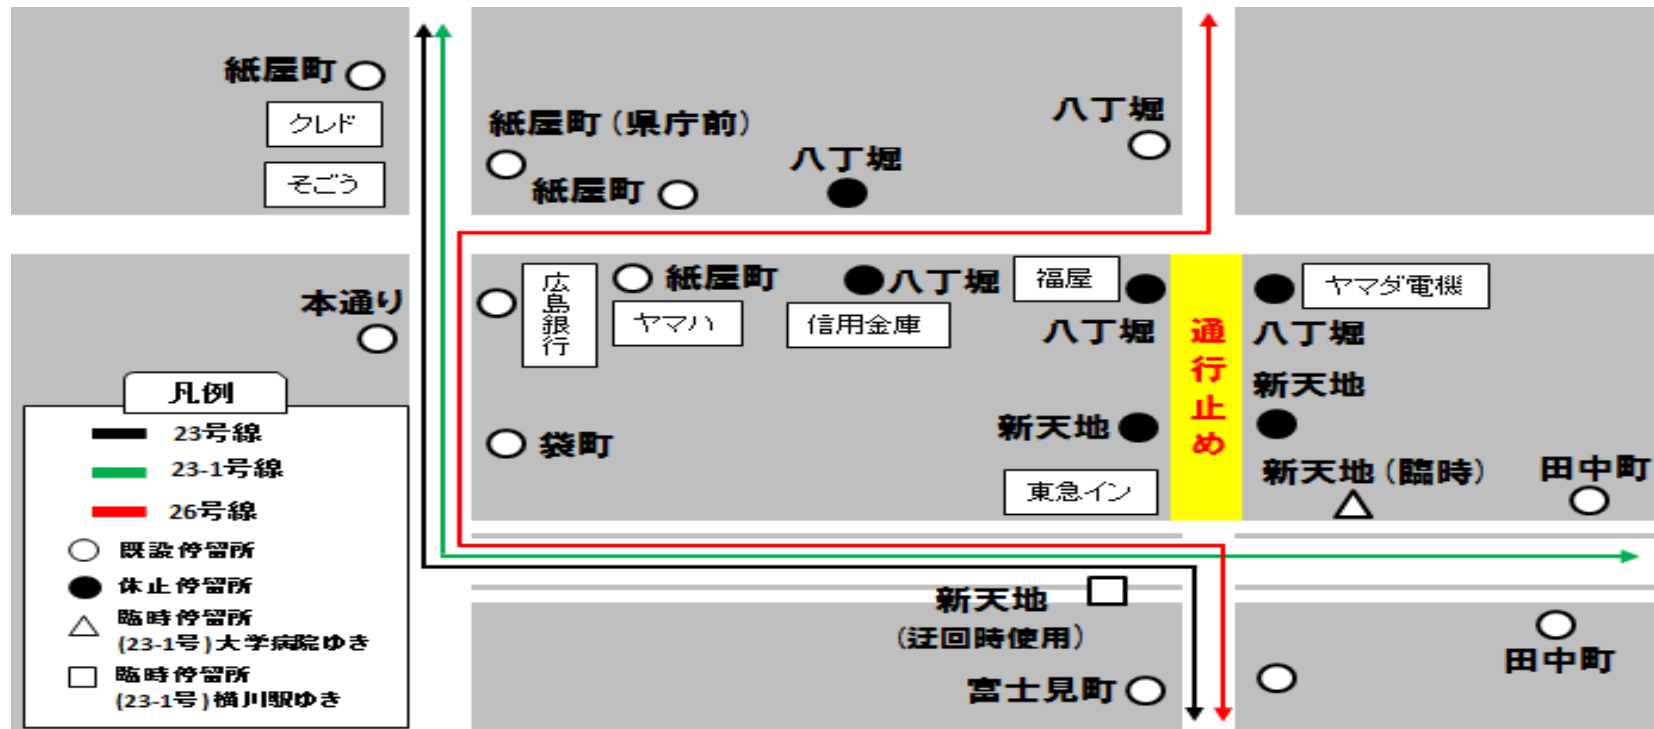 紙屋町
クレド
そごう
紙屋町(県庁前)
紙屋町
八丁堀
八丁堀
本通り
広島銀行
紙屋町
ヤマハ
八丁堀
信用金庫
福屋
八丁堀
通行止め
ヤマダ電機
八丁堀
新天地
新天地
袋町
東急イン
新天地(臨時)
田中町
新天地
(迂回時使用)
富士見町
田中町
凡例
23号線
23-1号線
26号線
既設停留所
休止停留所
臨時停留所
(23-1号)大学病院ゆき
臨時停留所
(23-1号)横川駅ゆき